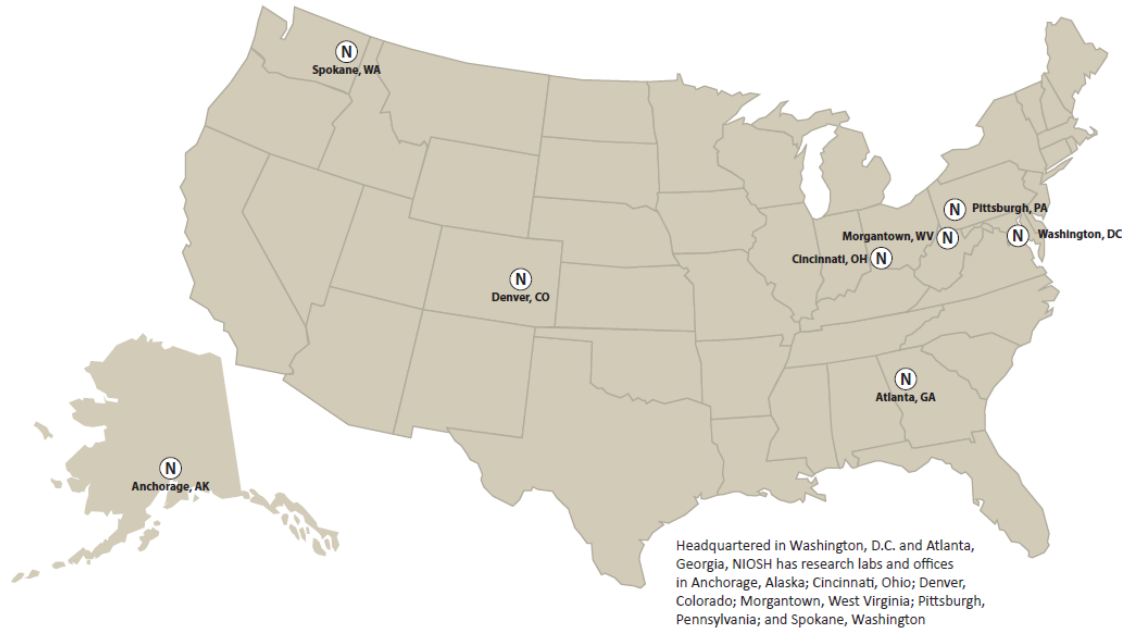 N
Spokane, WA
N
Pittsburgh, PA
Morgantown, WV
N
N
Washington, DC
Cincinnati, OH
N
N
Denver, CO
N
Atlanta, GA
N
Anchorage, AK
Headquartered in Washington, D.C. and Atlanta,
Georgia, NIOSH has research labs and offices
in Anchorage, Alaska; Cincinnati, Ohio; Denver,
Colorado; Morgantown, West Virginia; Pittsburgh,
Pennsylvania; and Spokane, Washington